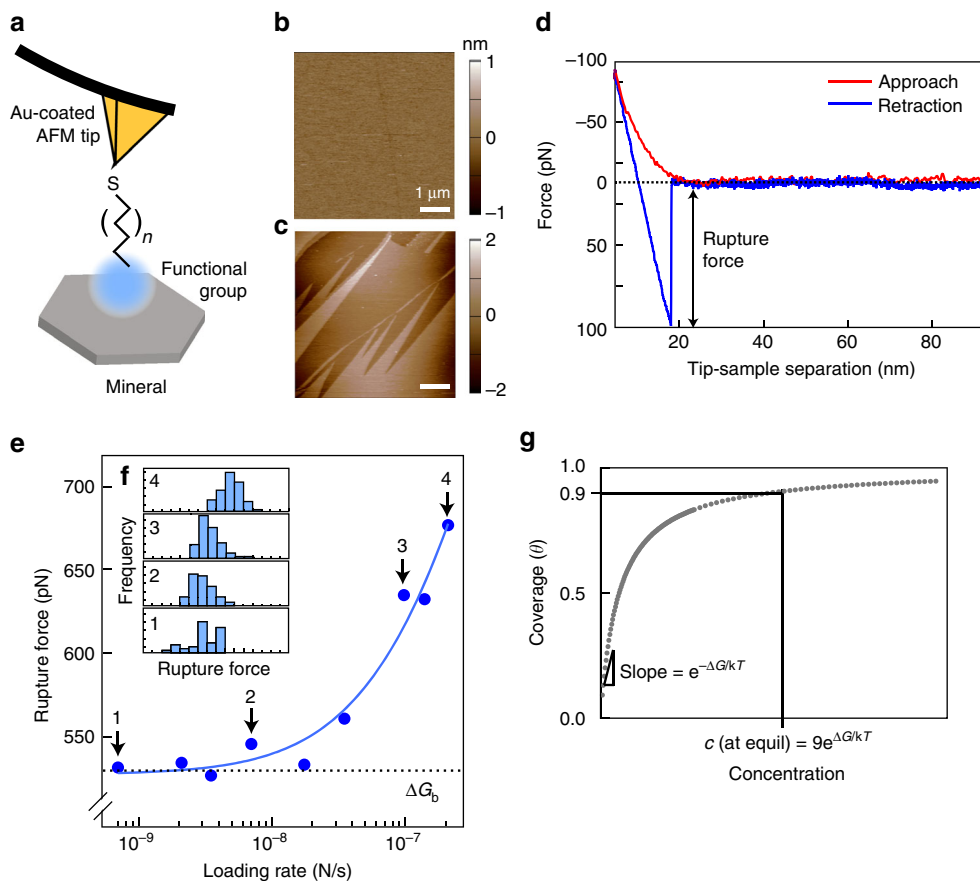 a
Au-coated
AFM tip
S
n
Functional
group
Mineral
b
nm
1
0
−1
1 μm
c
2
0
−2
d
−100
−50
0
50
100
Force (pN)
Approach
Retraction
Rupture
force
20
40
60
80
Tip-sample separation (nm)
e
700
650
600
550
Rupture force (pN)
f
4
3
2
1
Frequency
Rupture force
1
2
3
4
ΔG_b
10⁻⁹
10⁻⁸
10⁻⁷
Loading rate (N/s)
g
1.0
0.9
0.5
0.0
Coverage (θ)
Slope = e^−ΔG/kT
c (at equil) = 9e^ΔG/kT
Concentration